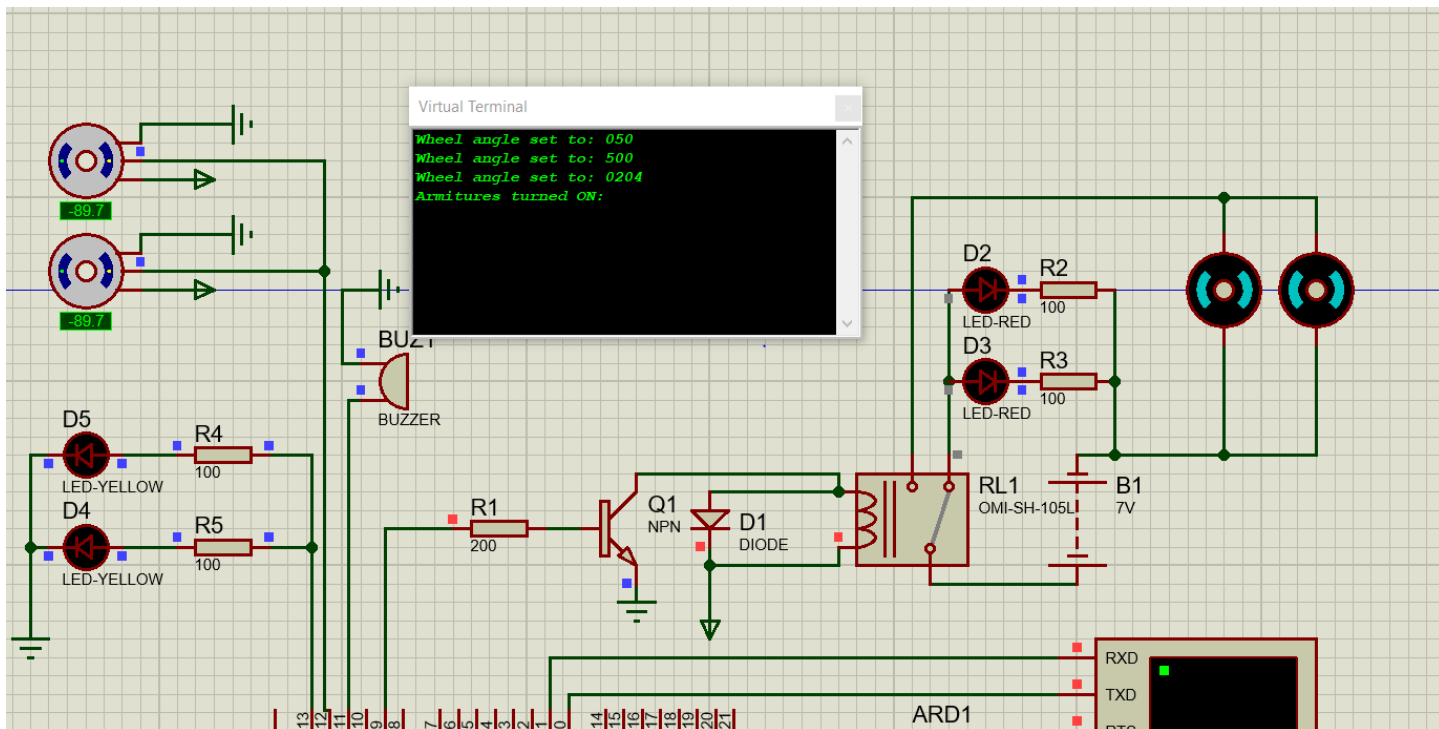 Virtual Terminal
Wheel angle set to: 050
Wheel angle set to: 500
Wheel angle set to: 0204
Armitures turned ON:
-89.7
-89.7
BUZ1
BUZZER
D2
LED-RED
R2
100
D3
LED-RED
R3
100
D5
LED-YELLOW
R4
100
D4
LED-YELLOW
R5
100
R1
200
Q1
NPN
D1
DIODE
RL1
OMI-SH-105L
B1
7V
13
12
11
10
9
8
7
6
5
4
3
2
1
0
14
15
16
17
18
19
20
21
ARD1
RXD
TXD